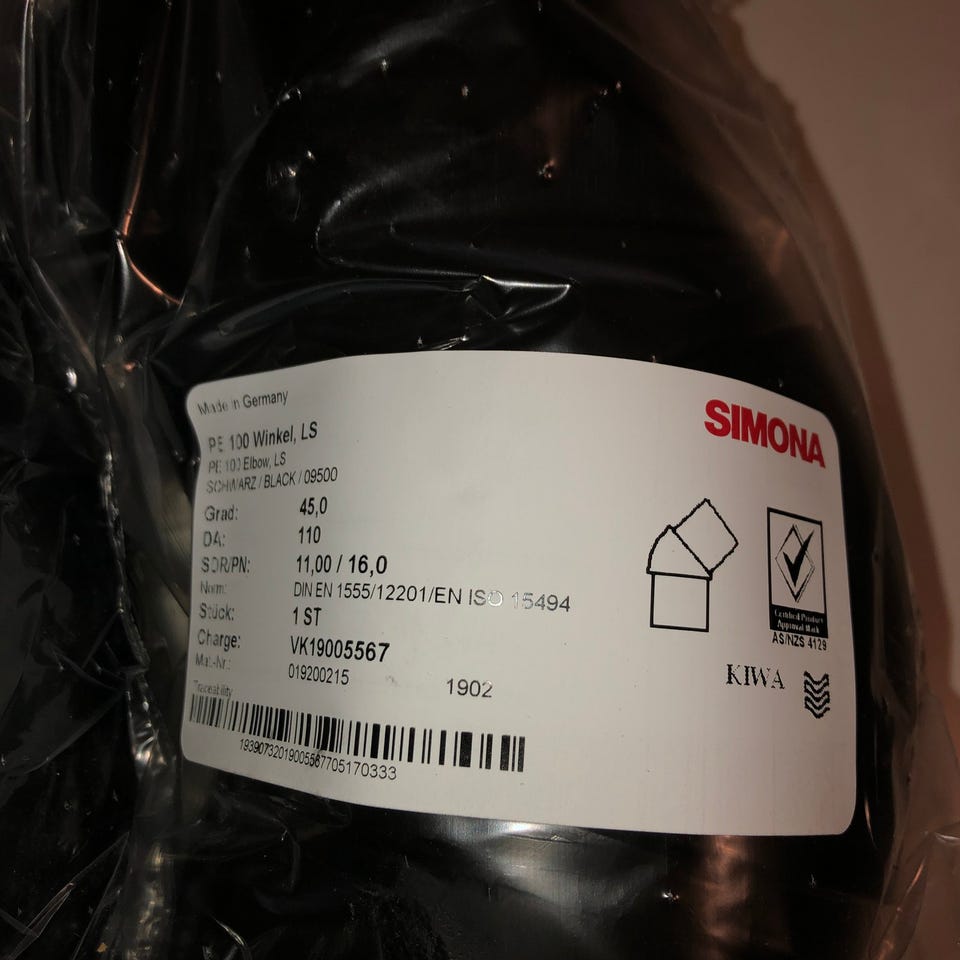 Made in Germany
SIMONA
PE 100 Winkel, LS
PE 100 Elbow, LS
SCHWARZ / BLACK / 09500
Grad: 45,0
DA: 110
SDR/PN: 11,00 / 16,0
Norm: DIN EN 1555/12201/EN ISO 15494
Stück: 1 ST
Charge: VK19005567
Mat.-Nr.: 019200215 1902
Certified Product
Approval Mark
AS/NZS 4129
KIWA
Traceability
19390732019005567705170333